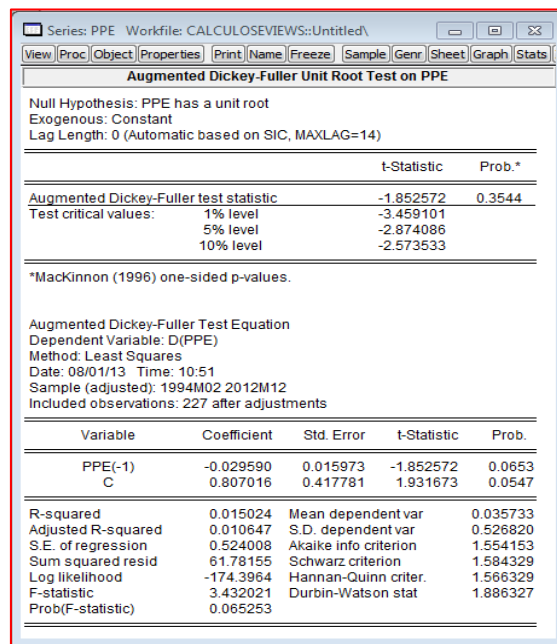 Series: PPE Workfile: CALCULOSEVIEWS::Untitled\
View Proc Object Properties Print Name Freeze Sample Genr Sheet Graph Stats
Augmented Dickey-Fuller Unit Root Test on PPE
Null Hypothesis: PPE has a unit root
Exogenous: Constant
Lag Length: 0 (Automatic based on SIC, MAXLAG=14)
t-Statistic Prob.*
Augmented Dickey-Fuller test statistic -1.852572 0.3544
Test critical values: 1% level -3.459101
5% level -2.874086
10% level -2.573533
*MacKinnon (1996) one-sided p-values.
Augmented Dickey-Fuller Test Equation
Dependent Variable: D(PPE)
Method: Least Squares
Date: 08/01/13 Time: 10:51
Sample (adjusted): 1994M02 2012M12
Included observations: 227 after adjustments
Variable Coefficient Std. Error t-Statistic Prob.
PPE(-1) -0.029590 0.015973 -1.852572 0.0653
C 0.807016 0.417781 1.931673 0.0547
R-squared 0.015024 Mean dependent var 0.035733
Adjusted R-squared 0.010647 S.D. dependent var 0.526820
S.E. of regression 0.524008 Akaike info criterion 1.554153
Sum squared resid 61.78155 Schwarz criterion 1.584329
Log likelihood -174.3964 Hannan-Quinn criter. 1.566329
F-statistic 3.432021 Durbin-Watson stat 1.886327
Prob(F-statistic) 0.065253